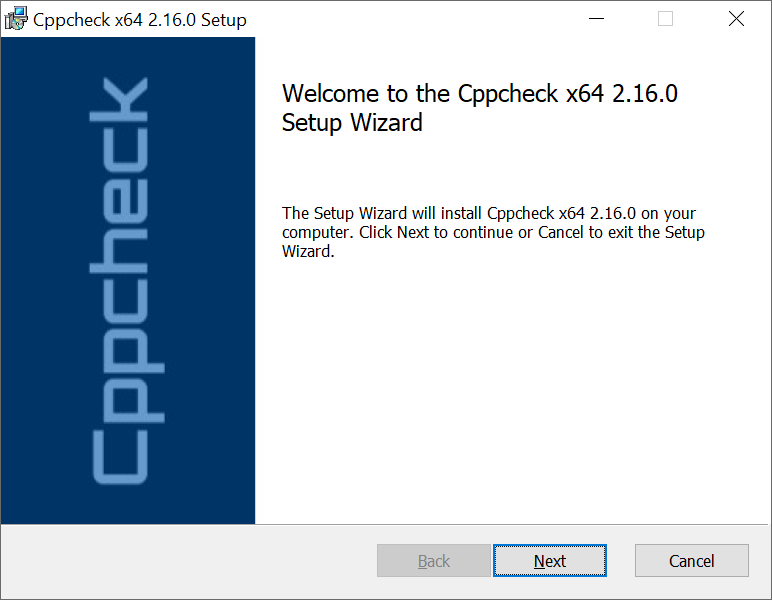 Cppcheck x64 2.16.0 Setup
Cppcheck
Welcome to the Cppcheck x64 2.16.0
Setup Wizard
The Setup Wizard will install Cppcheck x64 2.16.0 on your
computer. Click Next to continue or Cancel to exit the Setup
Wizard.
Back
Next
Cancel